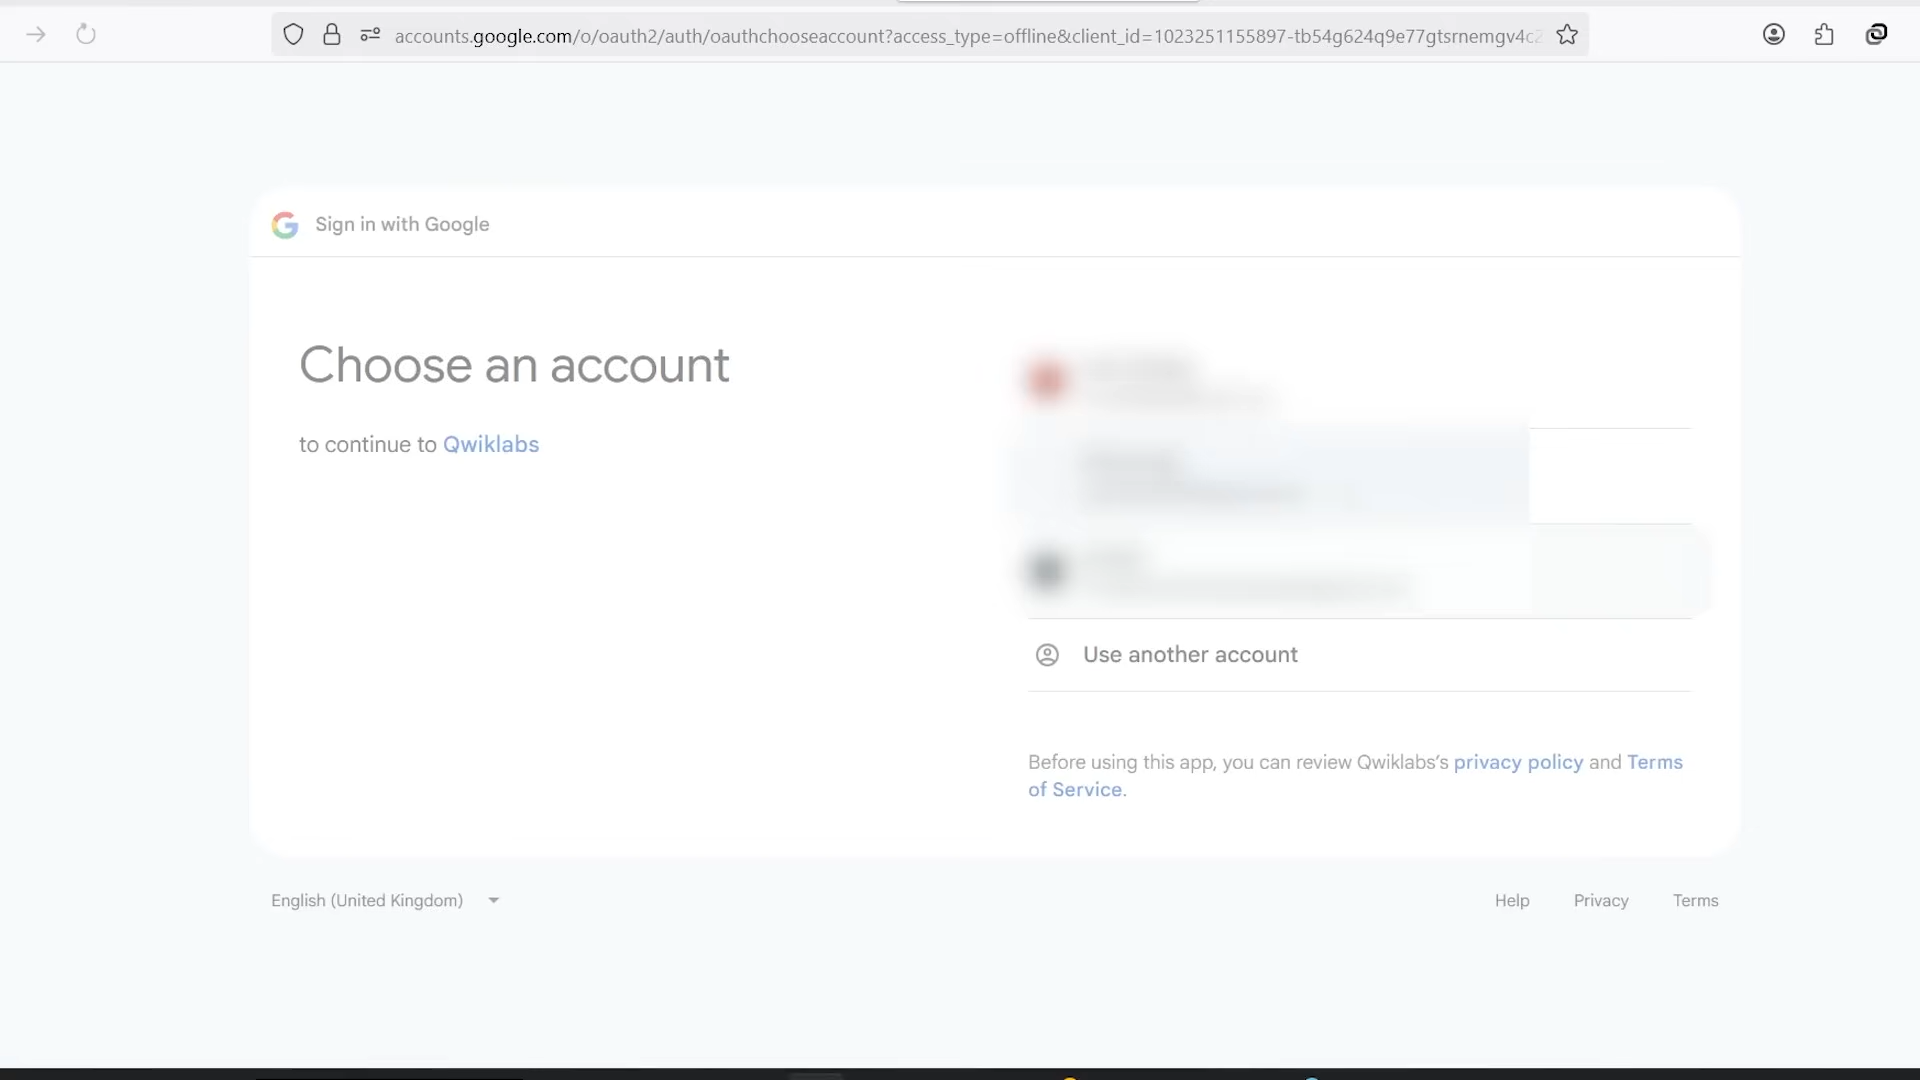 accounts.google.com/o/oauth2/auth/oauthchooseaccount?access_type=offline&client_id=1023251155897-tb54g624q9e77gtsrnemgv4c2
Sign in with Google
Choose an account
to continue to Qwiklabs
Use another account
Before using this app, you can review Qwiklabs’s privacy policy and Terms
of Service.
English (United Kingdom)
Help Privacy Terms